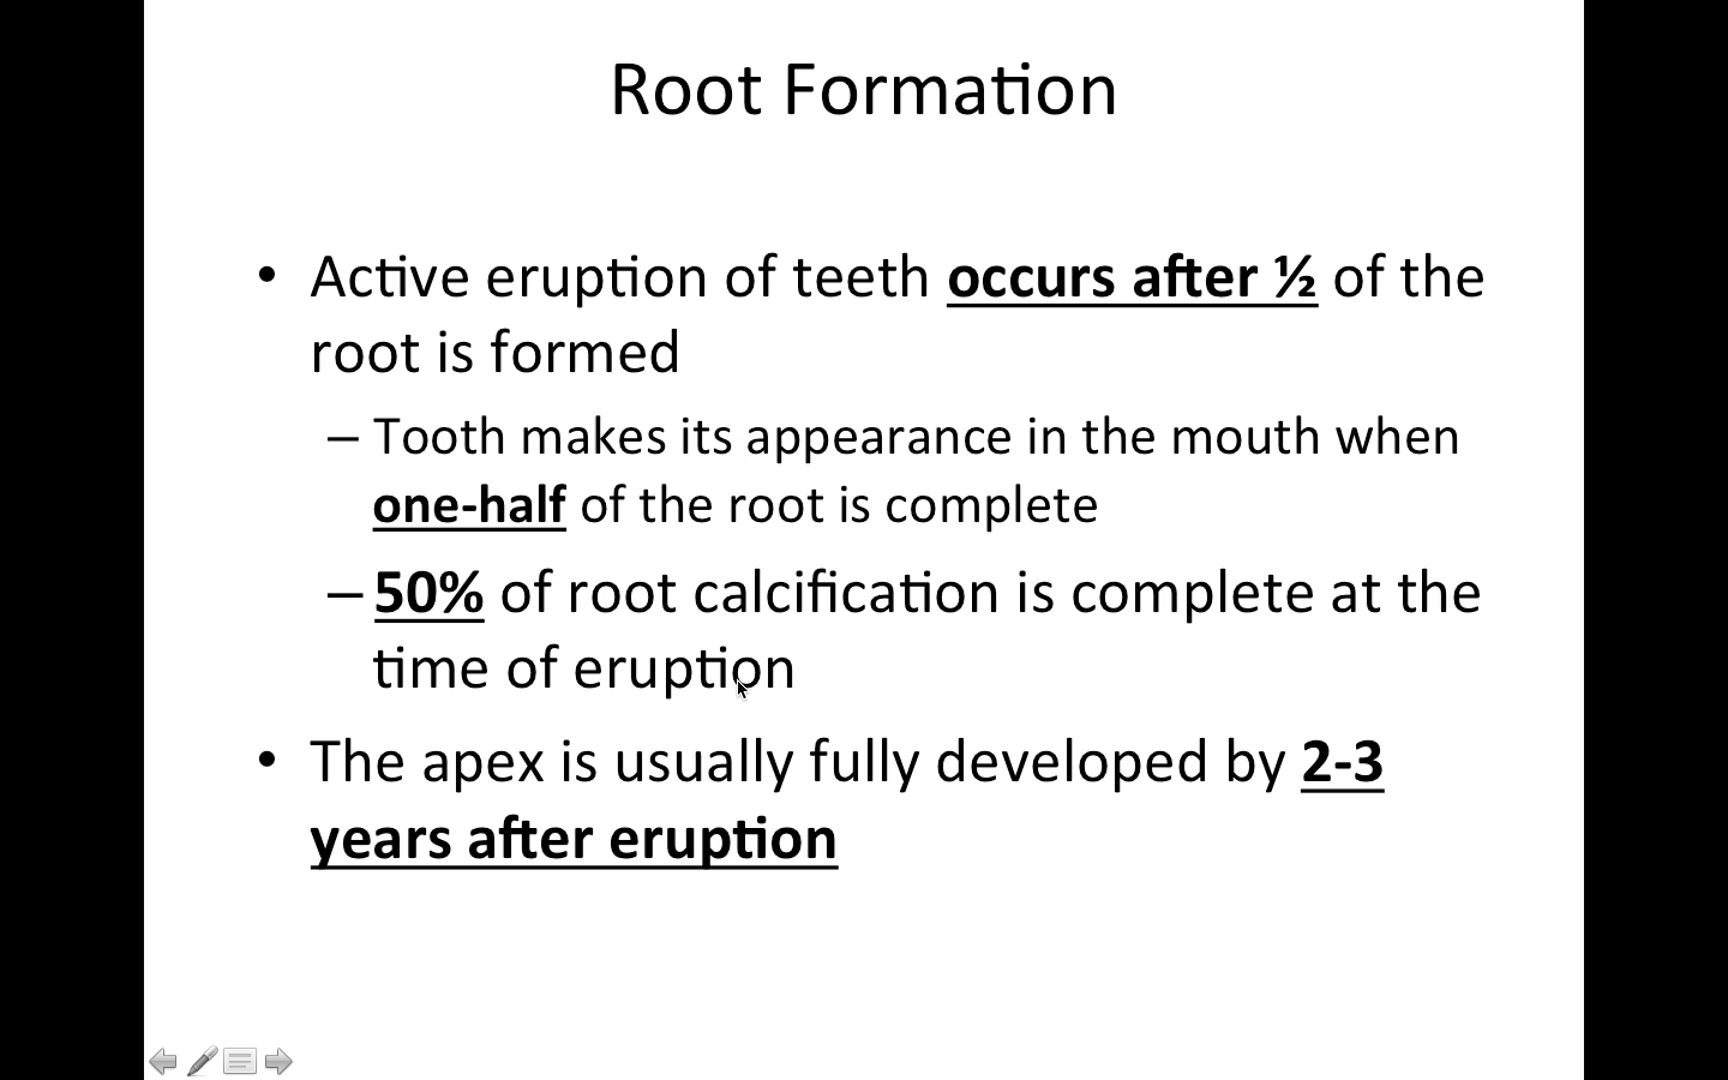 Root Formation
• Active eruption of teeth occurs after ½ of the
root is formed
– Tooth makes its appearance in the mouth when
one-half of the root is complete
– 50% of root calcification is complete at the
time of eruption
• The apex is usually fully developed by 2-3
years after eruption